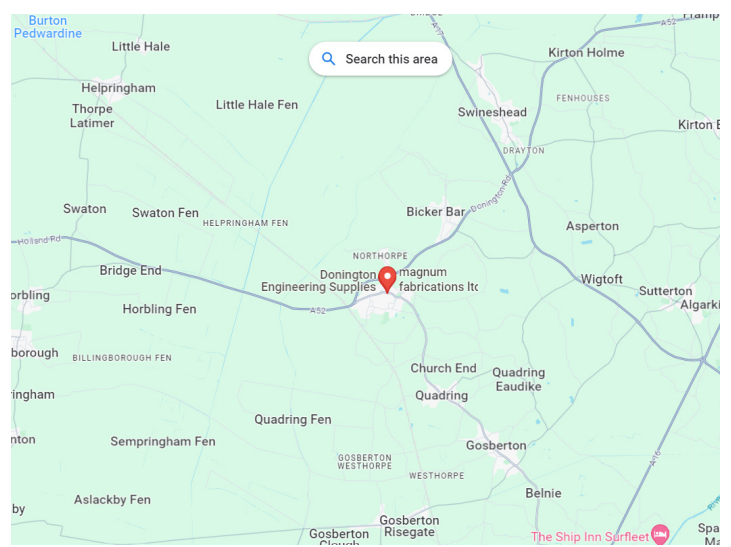 Burton
Pedwardine
A17
A52
Little Hale
Search this area
Kirton Holme
Helpringham
FENHOUSES
Thorpe
Latimer
Little Hale Fen
Swineshead
Kirton E
DRAYTON
Donington Rd
Swaton
Swaton Fen
Bicker Bar
HELPRINGHAM FEN
Asperton
Holland Rd
NORTHORPE
Bridge End
Donington
Engineering Supplies
magnum
fabrications ltd
Wigtoft
orbling
Sutterton
Horbling Fen
A52
Algarki
borough
BILLINGBOROUGH FEN
Church End
Quadring
Eaudike
ringham
Quadring
Quadring Fen
nton
Sempringham Fen
Gosberton
GOSBERTON
WESTHORPE
A16
WESTHORPE
Aslackby Fen
Belnie
by
Gosberton
Risegate
Gosberton
The Ship Inn Surfleet
Spa